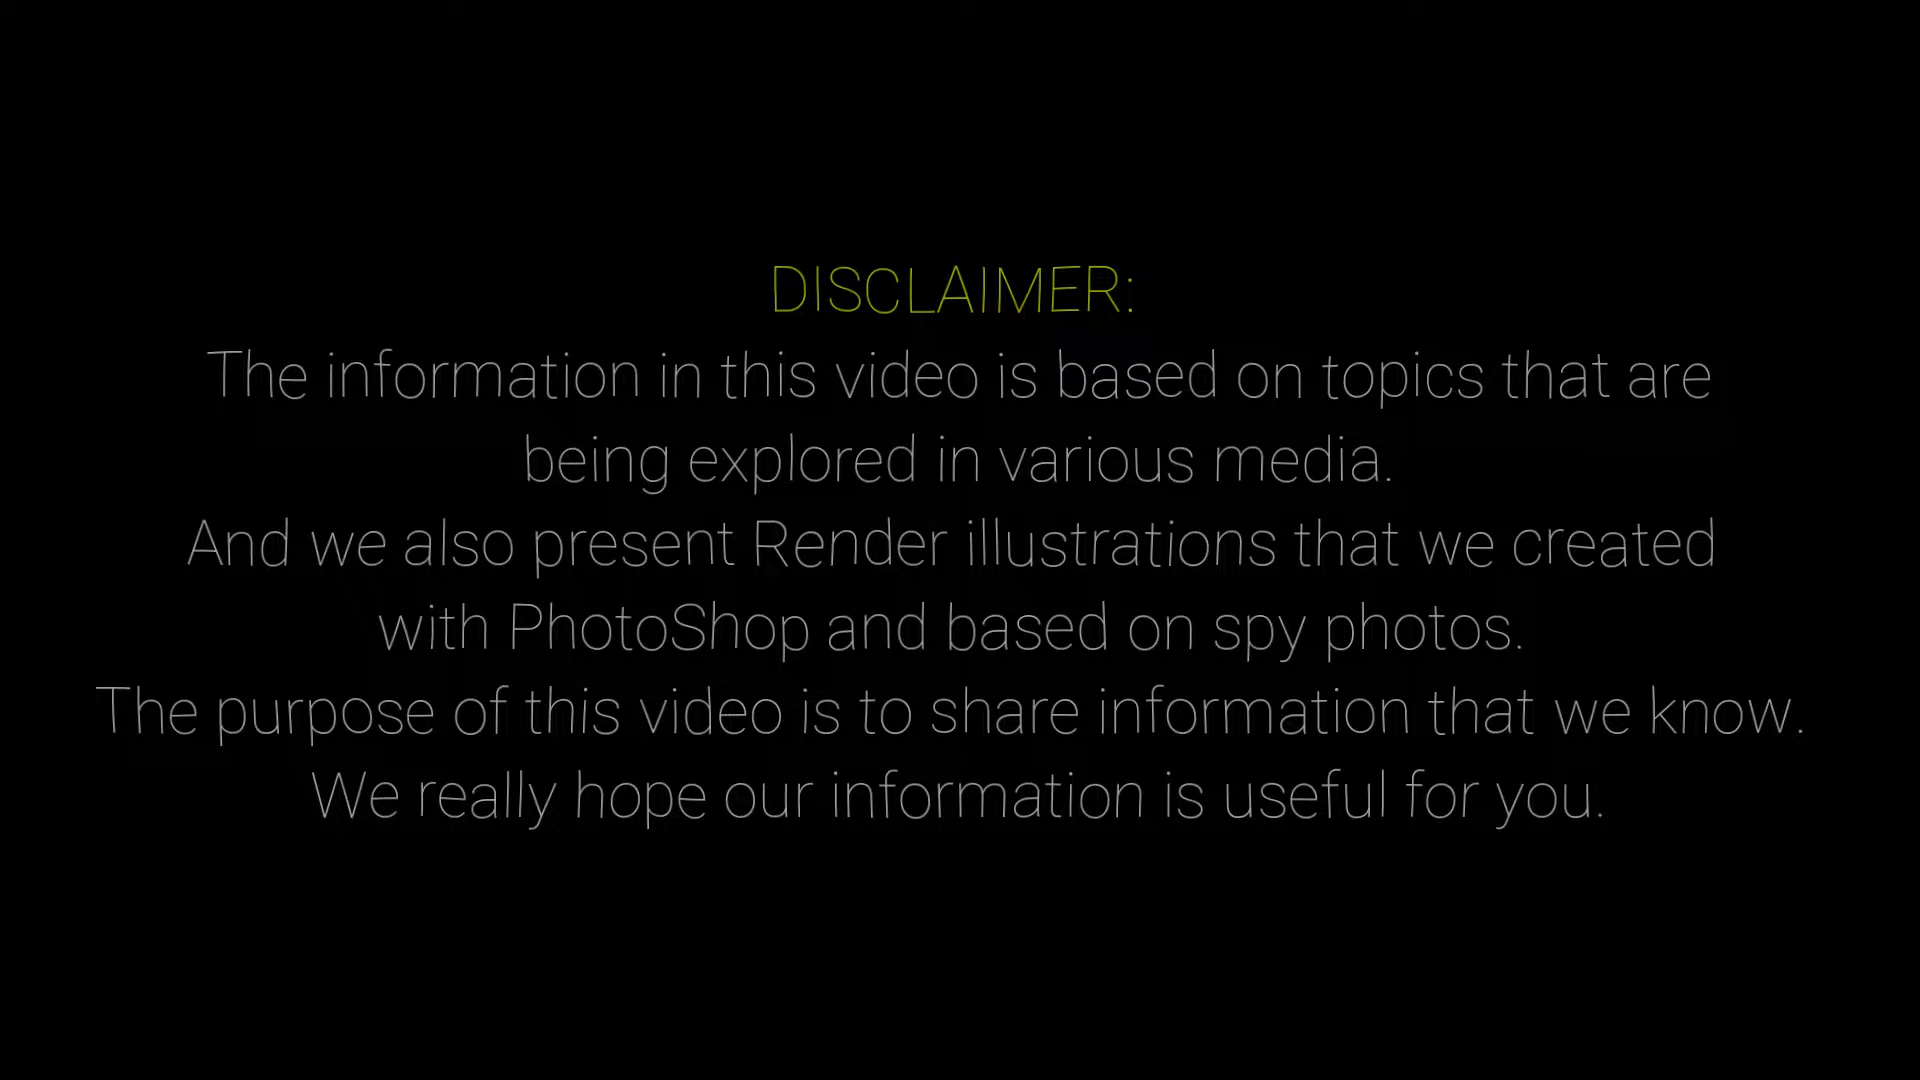 DISCLAIMER:
The information in this video is based on topics that are
being explored in various media.
And we also present Render illustrations that we created
with PhotoShop and based on spy photos.
The purpose of this video is to share information that we know.
We really hope our information is useful for you.